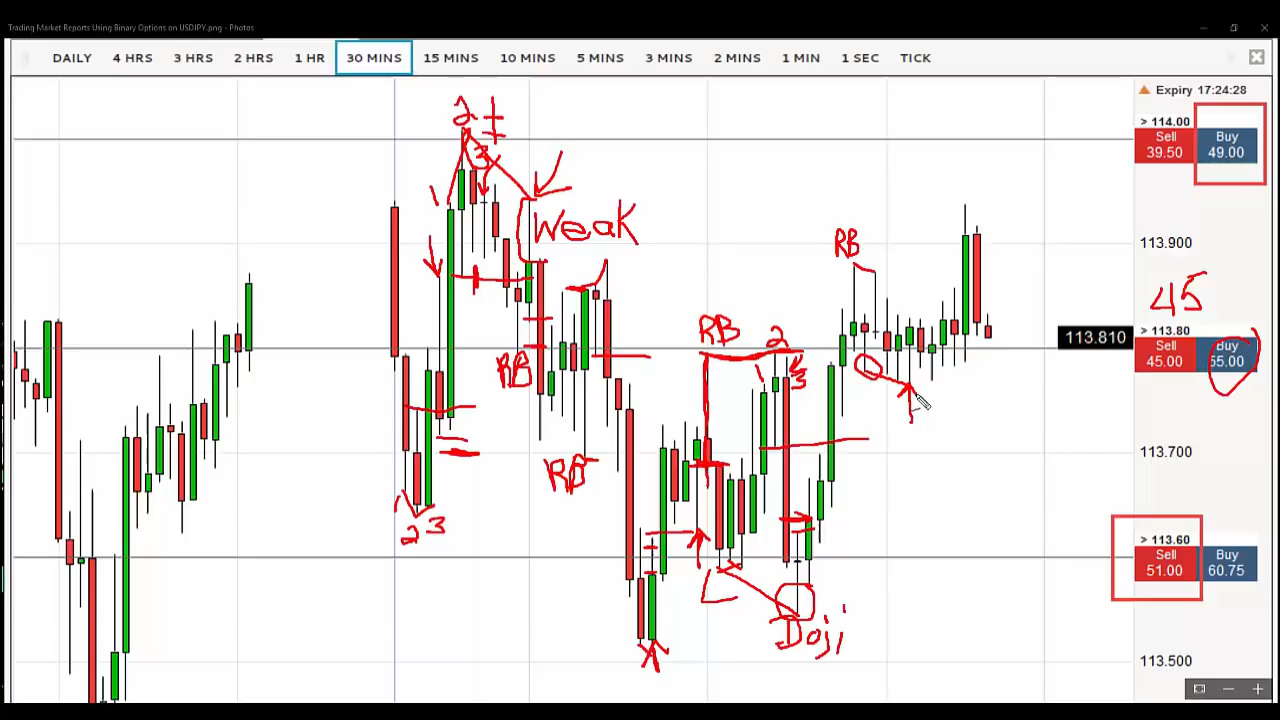 Trading Market Reports Using Binary Options on USDJPY.png - Photos
DAILY 4 HRS 3 HRS 2 HRS 1 HR 30 MINS 15 MINS 10 MINS 5 MINS 3 MINS 2 MINS 1 MIN 1 SEC TICK
Expiry 17:24:28
> 114.00
Sell Buy
39.50 49.00
2
3
1
Weak
RB
113.900
45
> 113.80
113.810
Sell Buy
45.00 55.00
RB
2
1
3
RB
113.700
RB
1
2 3
> 113.60
Sell Buy
51.00 60.75
L
Doji
113.500